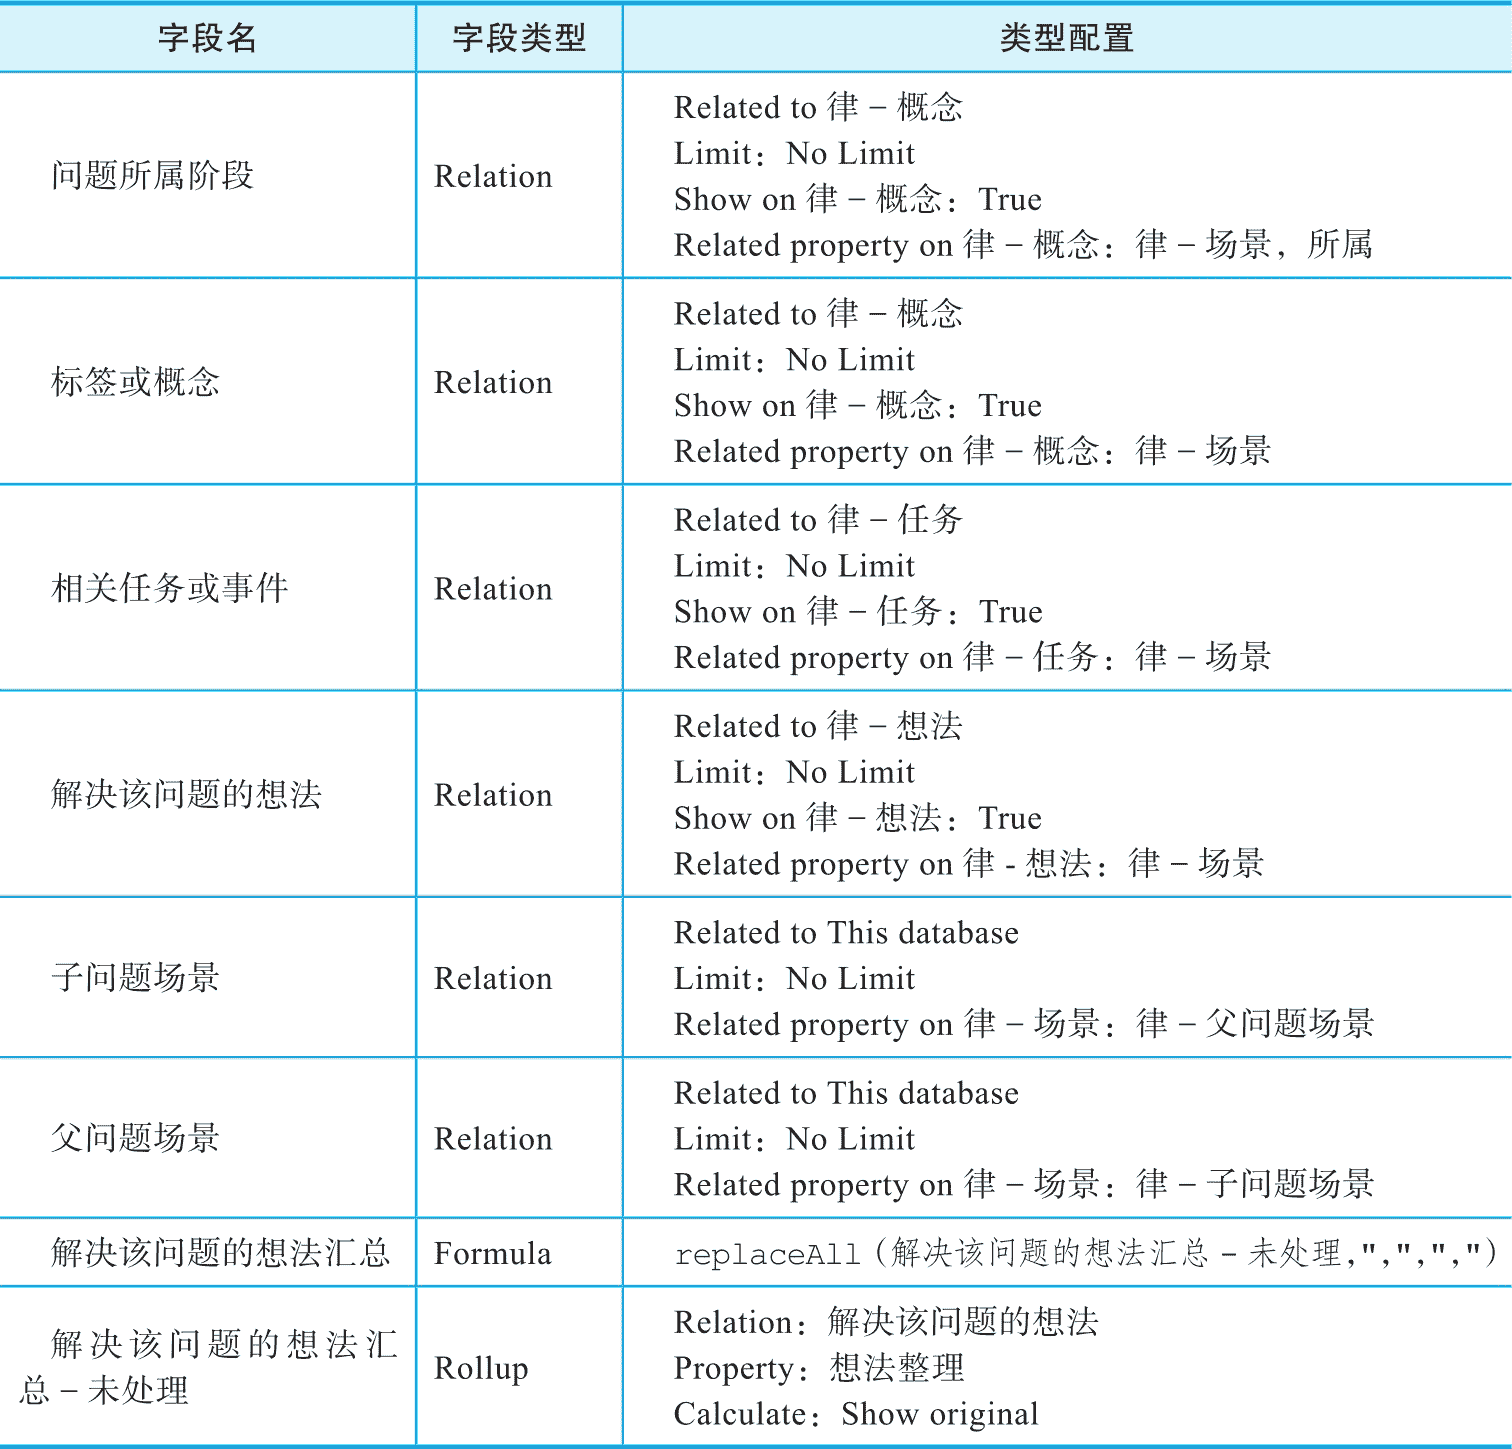 字段名 字段类型 类型配置
问题所属阶段 Relation
Related to 律 – 概念
Limit：No Limit
Show on 律 – 概念：True
Related property on 律 – 概念：律 – 场景，所属
标签或概念 Relation
Related to 律 – 概念
Limit：No Limit
Show on 律 – 概念：True
Related property on 律 – 概念：律 – 场景
相关任务或事件 Relation
Related to 律 – 任务
Limit：No Limit
Show on 律 – 任务：True
Related property on 律 – 任务：律 – 场景
解决该问题的想法 Relation
Related to 律 – 想法
Limit：No Limit
Show on 律 – 想法：True
Related property on 律 - 想法：律 – 场景
子问题场景 Relation
Related to This database
Limit：No Limit
Related property on 律 – 场景：律 – 父问题场景
父问题场景 Relation
Related to This database
Limit：No Limit
Related property on 律 – 场景：律 – 子问题场景
解决该问题的想法汇总 Formula replaceAll（解决该问题的想法汇总 – 未处理,",",","）
解决该问题的想法汇
总 – 未处理
Rollup
Relation：解决该问题的想法
Property：想法整理
Calculate：Show original